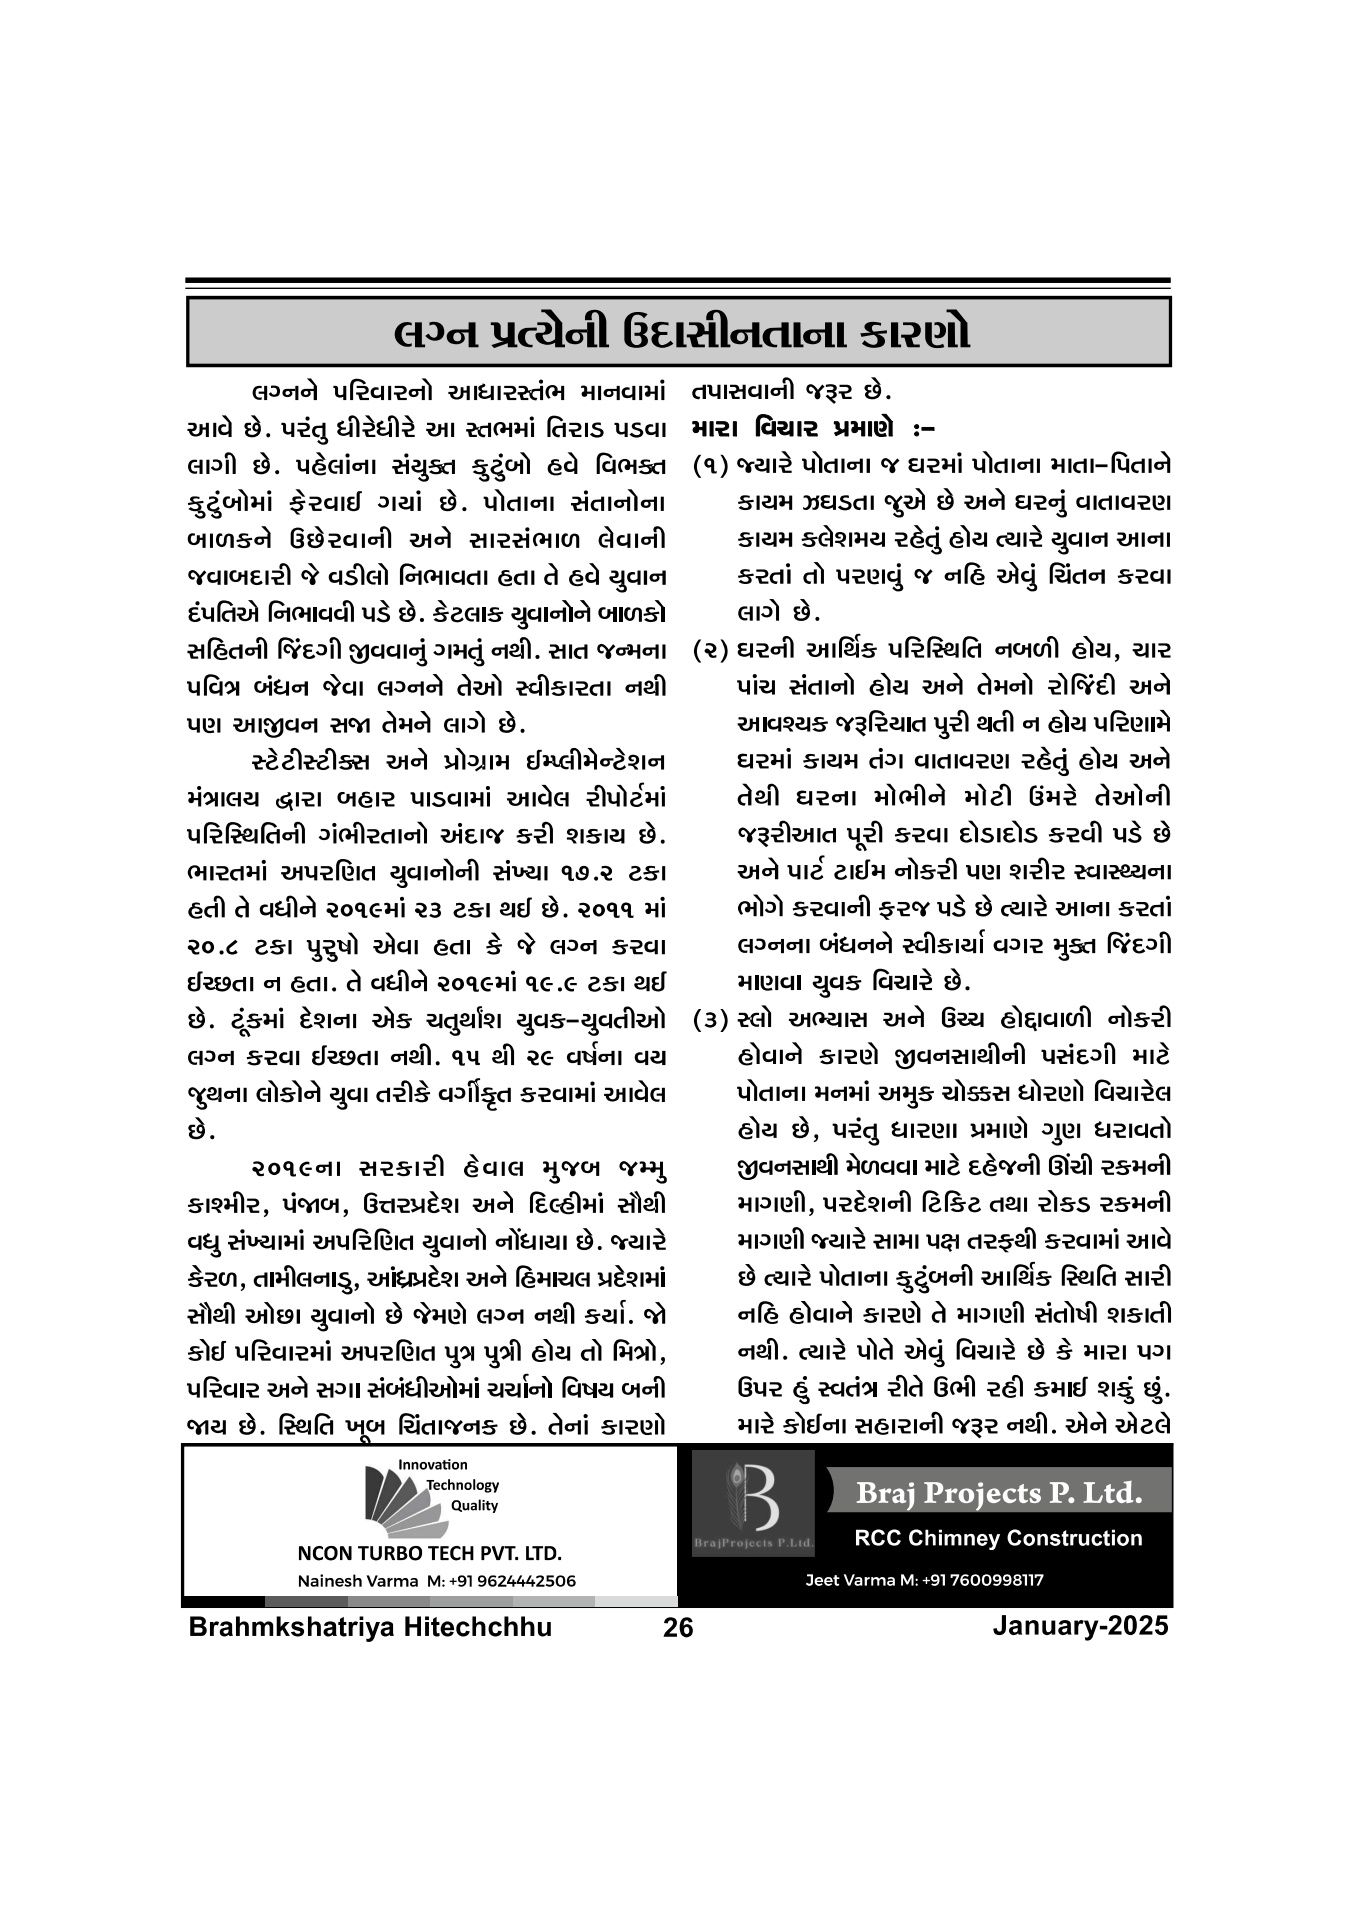 લગ્ન પ્રત્યેની ઉદાસીનતાના કારણો
લગ્નને પરિવારનો આધારસ્તંભ માનવામાં
આવે છે. પરંતુ ધીરેધીરે આ સ્તભમાં તિરાડ પડવા
લાગી છે. પહેલાંના સંયુક્ત કુટુંબો હવે વિભક્ત
કુટુંબોમાં ફેરવાઈ ગયાં છે. પોતાના સંતાનોના
બાળકને ઉછેરવાની અને સારસંભાળ લેવાની
જવાબદારી જે વડીલો નિભાવતા હતા તે હવે યુવાન
દંપતિએ નિભાવવી પડે છે. કેટલાક યુવાનોને બાળકો
સહિતની જિંદગી જીવવાનું ગમતું નથી. સાત જન્મના
પવિત્ર બંધન જેવા લગ્નને તેઓ સ્વીકારતા નથી
પણ આજીવન સજા તેમને લાગે છે.
સ્ટેટીસ્ટીક્સ અને પ્રોગ્રામ ઈમ્પ્લીમેન્ટેશન
મંત્રાલય દ્વારા બહાર પાડવામાં આવેલ રીપોર્ટમાં
પરિસ્થિતિની ગંભીરતાનો અંદાજ કરી શકાય છે.
ભારતમાં અપરણિત યુવાનોની સંખ્યા ૧૭.૨ ટકા
હતી તે વધીને ૨૦૧૯માં ૨૩ ટકા થઈ છે. ૨૦૧૧ માં
૨૦.૮ ટકા પુરુષો એવા હતા કે જે લગ્ન કરવા
ઈચ્છતા ન હતા. તે વધીને ૨૦૧૯માં ૧૯.૯ ટકા થઈ
છે. ટૂંકમાં દેશના એક ચતુર્થાંશ યુવક-યુવતીઓ
લગ્ન કરવા ઈચ્છતા નથી. ૧૫ થી ૨૯ વર્ષના વય
જુથના લોકોને યુવા તરીકે વર્ગીકૃત કરવામાં આવેલ
છે.
૨૦૧૯ના સરકારી હેવાલ મુજબ જમ્મુ
કાશ્મીર, પંજાબ, ઉત્તરપ્રદેશ અને દિલ્હીમાં સૌથી
વધુ સંખ્યામાં અપરિણિત યુવાનો નોંધાયા છે. જ્યારે
કેરળ, તામીલનાડુ, આંધ્રપ્રદેશ અને હિમાચલ પ્રદેશમાં
સૌથી ઓછા યુવાનો છે જેમણે લગ્ન નથી કર્યા. જો
કોઈ પરિવારમાં અપરણિત પુત્ર પુત્રી હોય તો મિત્રો,
પરિવાર અને સગા સંબંધીઓમાં ચર્ચાનો વિષય બની
જાય છે. સ્થિતિ ખૂબ ચિંતાજનક છે. તેનાં કારણો
તપાસવાની જરૂર છે.
મારા વિચાર પ્રમાણે :-
(૧) જ્યારે પોતાના જ ઘરમાં પોતાના માતા-પિતાને
કાયમ ઝઘડતા જુએ છે અને ઘરનું વાતાવરણ
કાયમ કલેશમય રહેતું હોય ત્યારે યુવાન આના
કરતાં તો પરણવું જ નહિ એવું ચિંતન કરવા
લાગે છે.
(૨) ઘરની આર્થિક પરિસ્થિતિ નબળી હોય, ચાર
પાંચ સંતાનો હોય અને તેમનો રોજિંદી અને
આવશ્યક જરૂરિયાત પુરી થતી ન હોય પરિણામે
ઘરમાં કાયમ તંગ વાતાવરણ રહેતું હોય અને
તેથી ઘરના મોભીને મોટી ઉંમરે તેઓની
જરૂરીઆત પૂરી કરવા દોડાદોડ કરવી પડે છે
અને પાર્ટ ટાઈમ નોકરી પણ શરીર સ્વાસ્થ્યના
ભોગે કરવાની ફરજ પડે છે ત્યારે આના કરતાં
લગ્નના બંધનને સ્વીકાર્યા વગર મુક્ત જિંદગી
માણવા યુવક વિચારે છે.
(૩) સ્લો અભ્યાસ અને ઉચ્ચ હોદ્દાવાળી નોકરી
હોવાને કારણે જીવનસાથીની પસંદગી માટે
પોતાના મનમાં અમુક ચોક્કસ ધોરણો વિચારેલ
હોય છે, પરંતુ ધારણા પ્રમાણે ગુણ ધરાવતો
જીવનસાથી મેળવવા માટે દહેજની ઊંચી રકમની
માગણી, પરદેશની ટિકિટ તથા રોકડ રકમની
માગણી જ્યારે સામા પક્ષ તરફથી કરવામાં આવે
છે ત્યારે પોતાના કુટુંબની આર્થિક સ્થિતિ સારી
નહિ હોવાને કારણે તે માગણી સંતોષી શકાતી
નથી. ત્યારે પોતે એવું વિચારે છે કે મારા પગ
ઉપર હું સ્વતંત્ર રીતે ઉભી રહી કમાઈ શકું છું.
મારે કોઈના સહારાની જરૂર નથી. એને એટલે
Innovation
Technology
Quality
NCON TURBO TECH PVT. LTD.
Nainesh Varma M: +91 9624442506
B
BrajProjects P.Ltd.
Braj Projects P. Ltd.
RCC Chimney Construction
Jeet Varma M: +91 7600998117
Brahmkshatriya Hitechchhu
26
January-2025